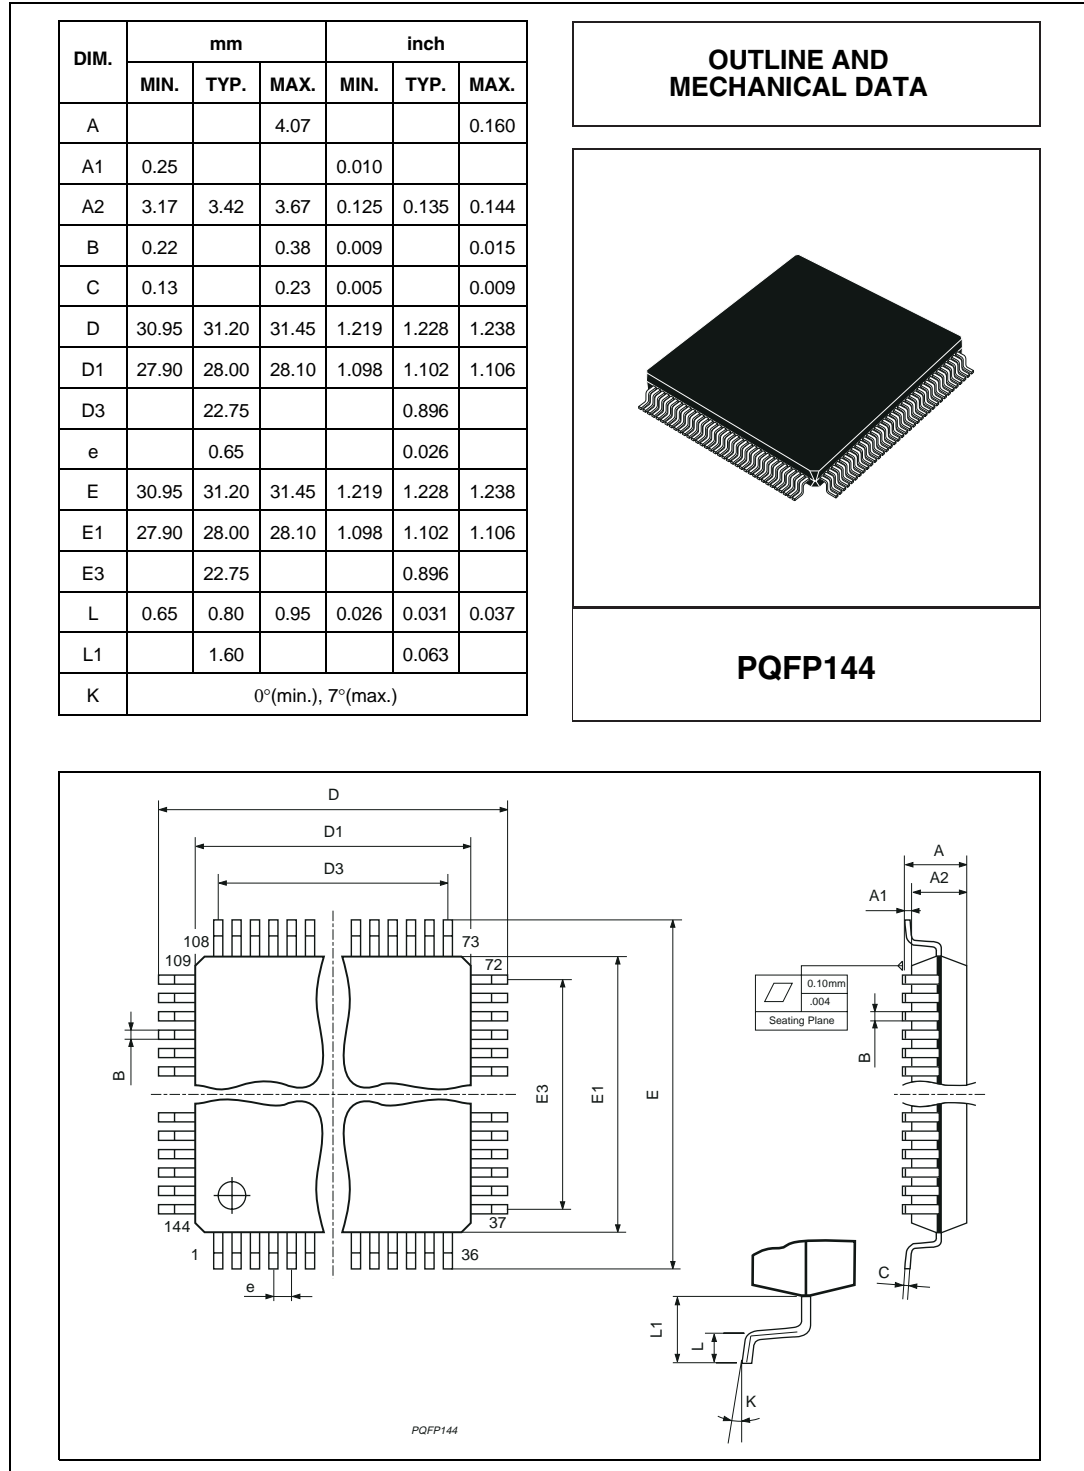 DIM. mm inch
MIN. TYP. MAX. MIN. TYP. MAX.
A 4.07 0.160
A1 0.25 0.010
A2 3.17 3.42 3.67 0.125 0.135 0.144
B 0.22 0.38 0.009 0.015
C 0.13 0.23 0.005 0.009
D 30.95 31.20 31.45 1.219 1.228 1.238
D1 27.90 28.00 28.10 1.098 1.102 1.106
D3 22.75 0.896
e 0.65 0.026
E 30.95 31.20 31.45 1.219 1.228 1.238
E1 27.90 28.00 28.10 1.098 1.102 1.106
E3 22.75 0.896
L 0.65 0.80 0.95 0.026 0.031 0.037
L1 1.60 0.063
K 0°(min.), 7°(max.)
OUTLINE AND
MECHANICAL DATA
PQFP144
D
D1
D3
A
A2
A1
108 73
109 72
0.10mm
.004
Seating Plane
B
B
E3
E1
E
144 37
1 36
e
C
L1
L
K
PQFP144